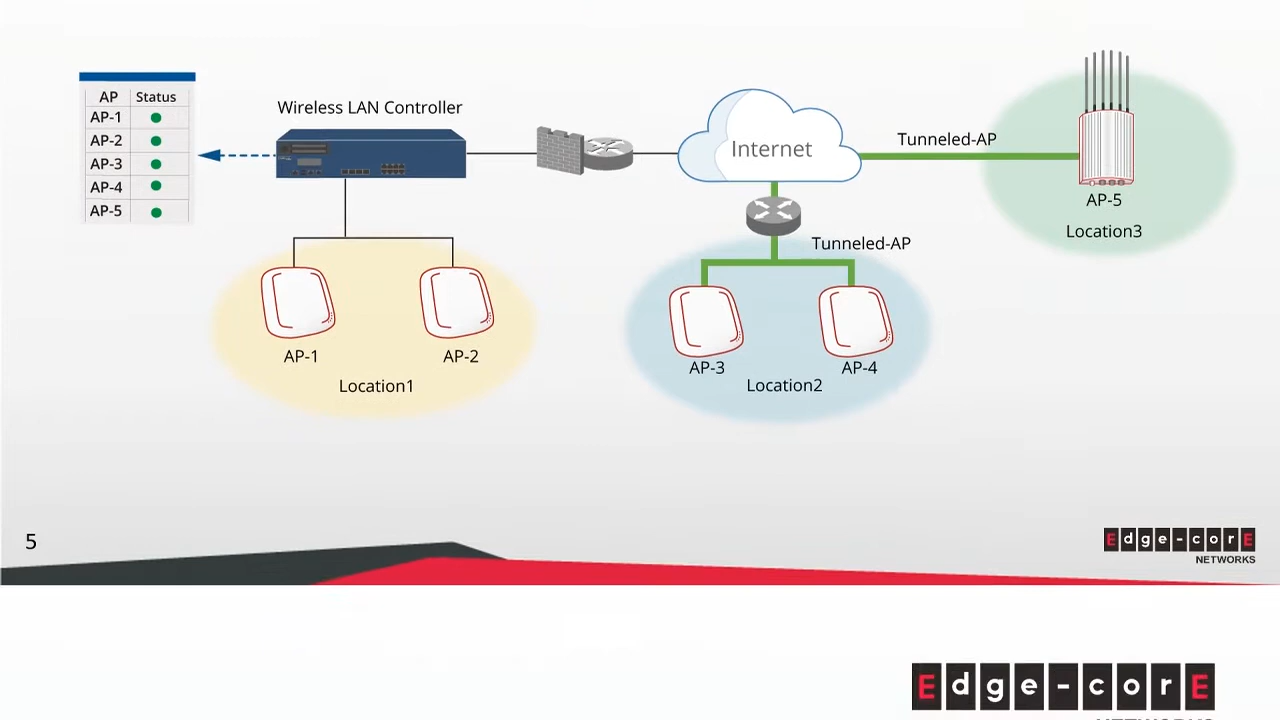 AP Status
AP-1
AP-2
AP-3
AP-4
AP-5
Wireless LAN Controller
Internet
Tunneled-AP
AP-5
Location3
Tunneled-AP
AP-1
AP-2
Location1
AP-3
AP-4
Location2
5
Edge-corE
NETWORKS
Edge-corE
NETWORKS